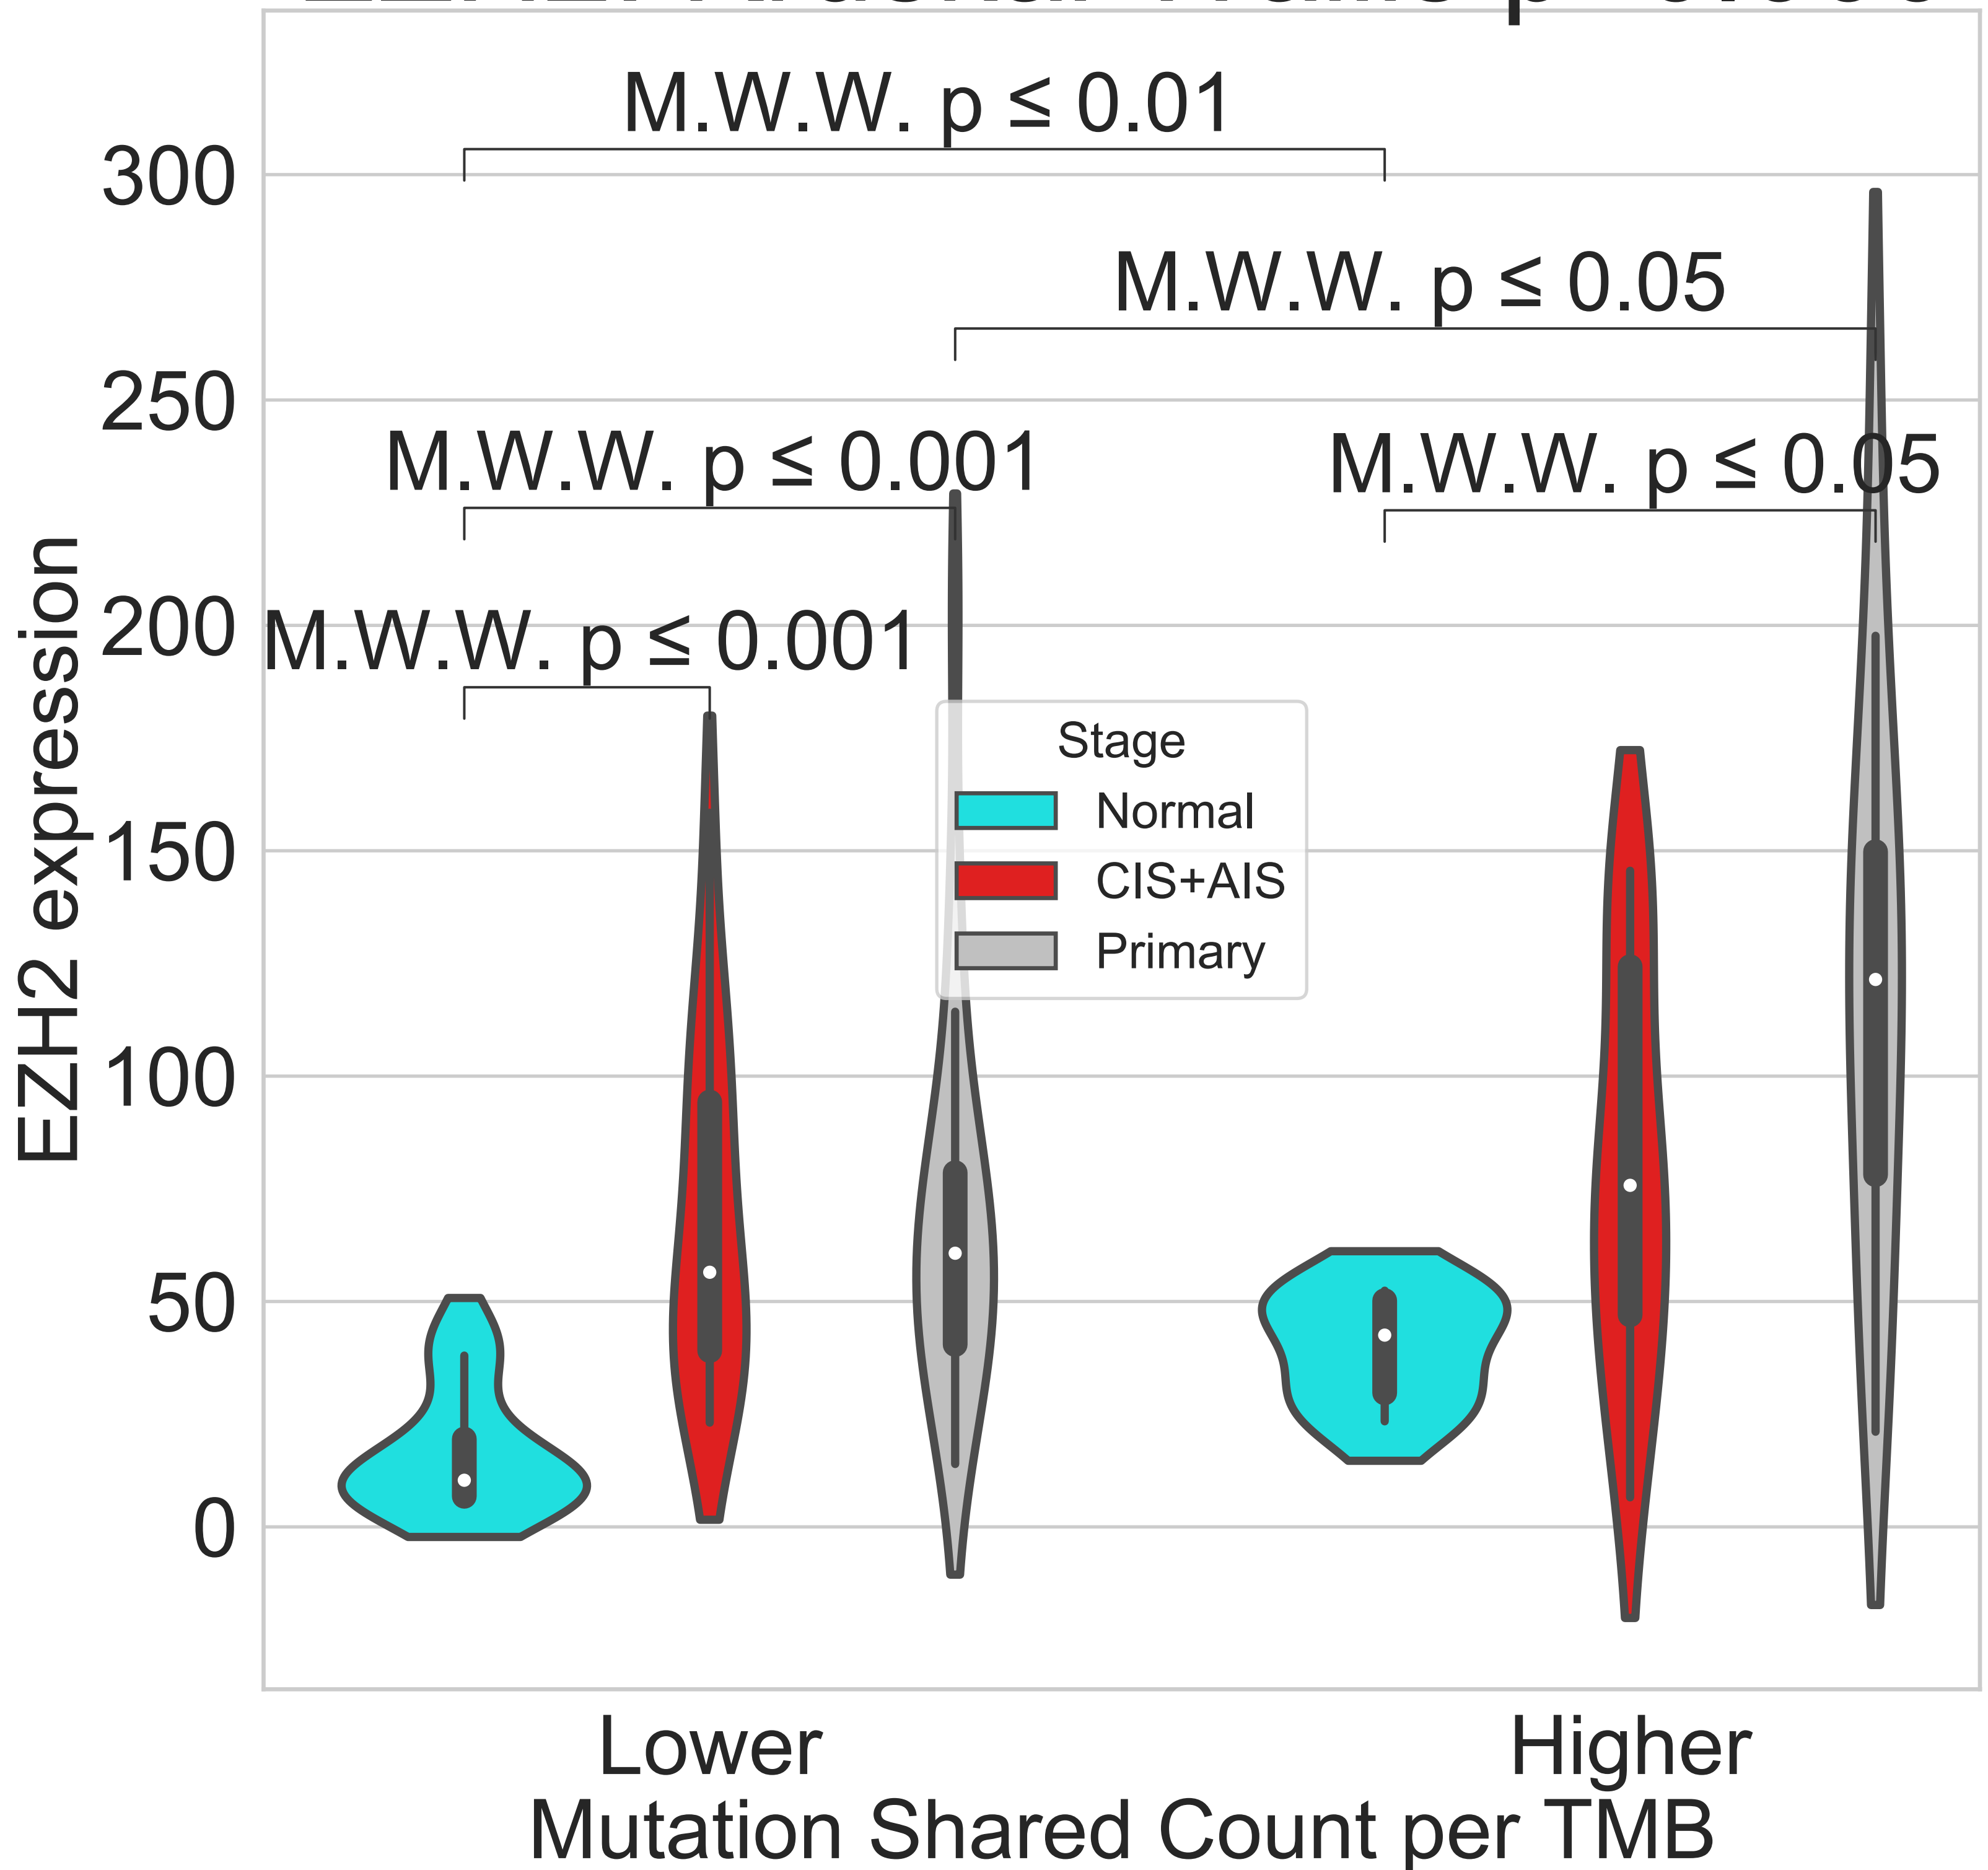 M.W.W. p ≤ 0.01
300
M.W.W. p ≤ 0.05
250
M.W.W. p ≤ 0.001
M.W.W. p ≤ 0.05
200
M.W.W. p ≤ 0.001
Stage
Normal
CIS+AIS
Primary
150
100
50
0
EZH2 expression
Lower
Higher
Mutation Shared Count per TMB